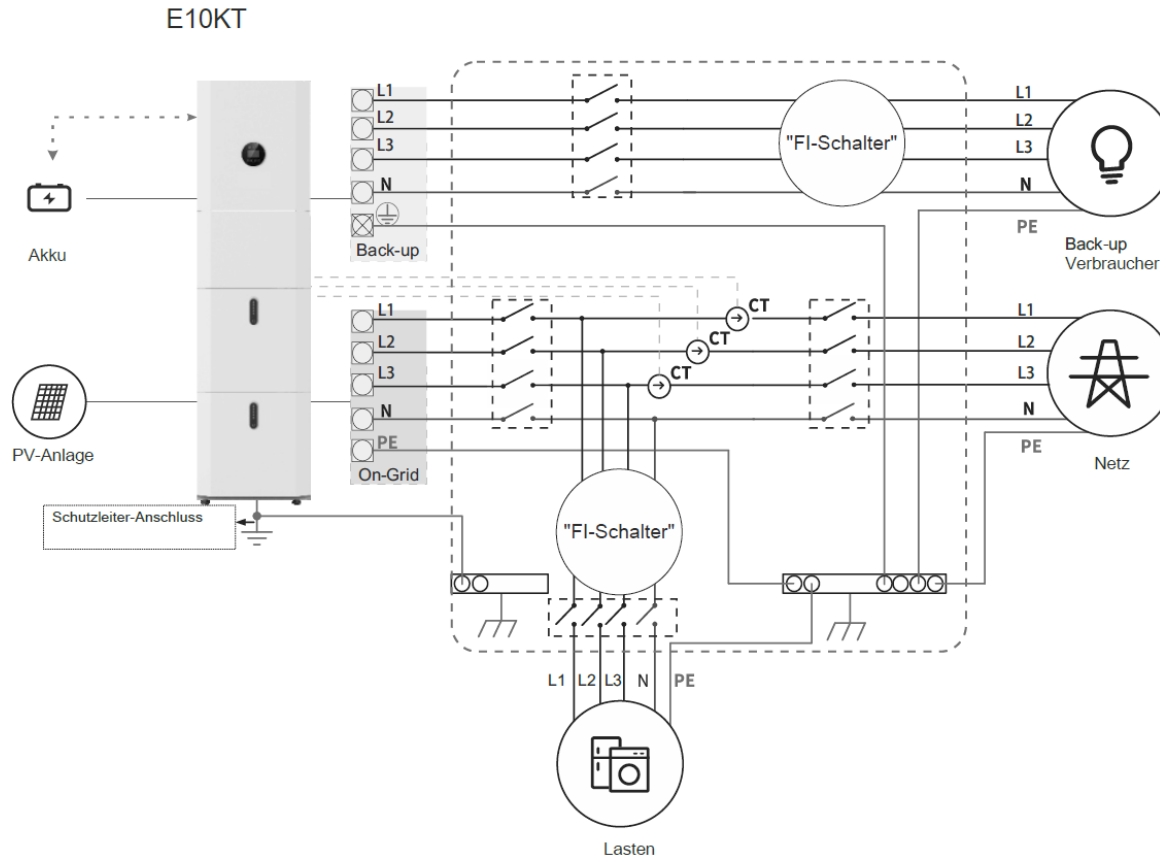 E10KT
L1
L2
L3
N
Back-up
"FI-Schalter"
L1
L2
L3
N
PE
Back-up
Verbraucher
Akku
L1
L2
L3
N
PE
On-Grid
CT
CT
CT
L1
L2
L3
N
PE
Netz
PV-Anlage
Schutzleiter-Anschluss
"FI-Schalter"
L1 L2 L3 N PE
Lasten